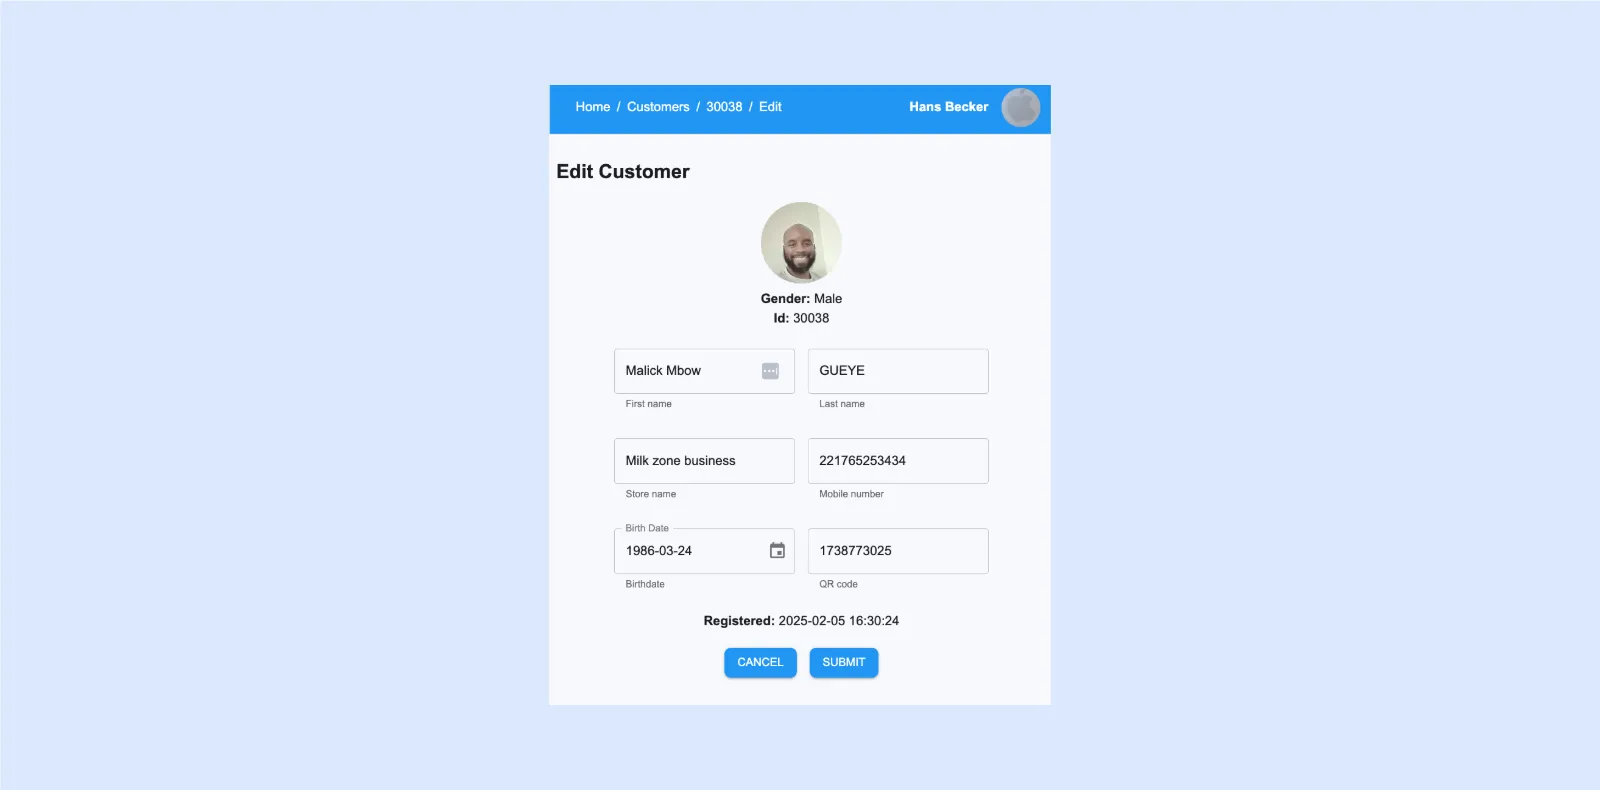 Home / Customers / 30038 / Edit Hans Becker
Edit Customer
Gender: Male
Id: 30038
Malick Mbow GUEYE
First name Last name
Milk zone business 221765253434
Store name Mobile number
Birth Date
1986-03-24 1738773025
Birthdate QR code
Registered: 2025-02-05 16:30:24
CANCEL SUBMIT